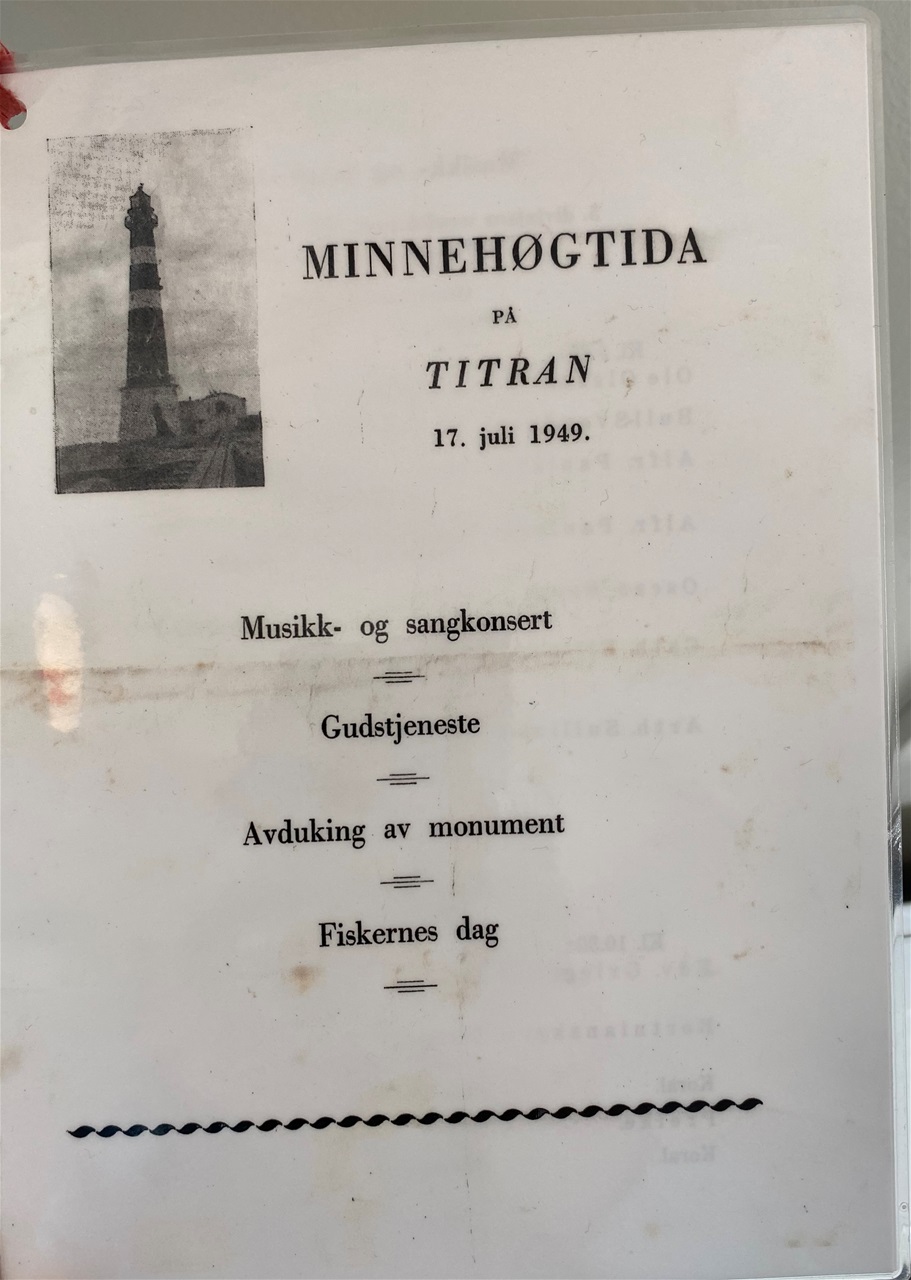 MINNEHØGTIDA
PÅ
TITRAN
17. juli 1949.
Musikk- og sangkonsert
Gudstjeneste
Avduking av monument
Fiskernes dag